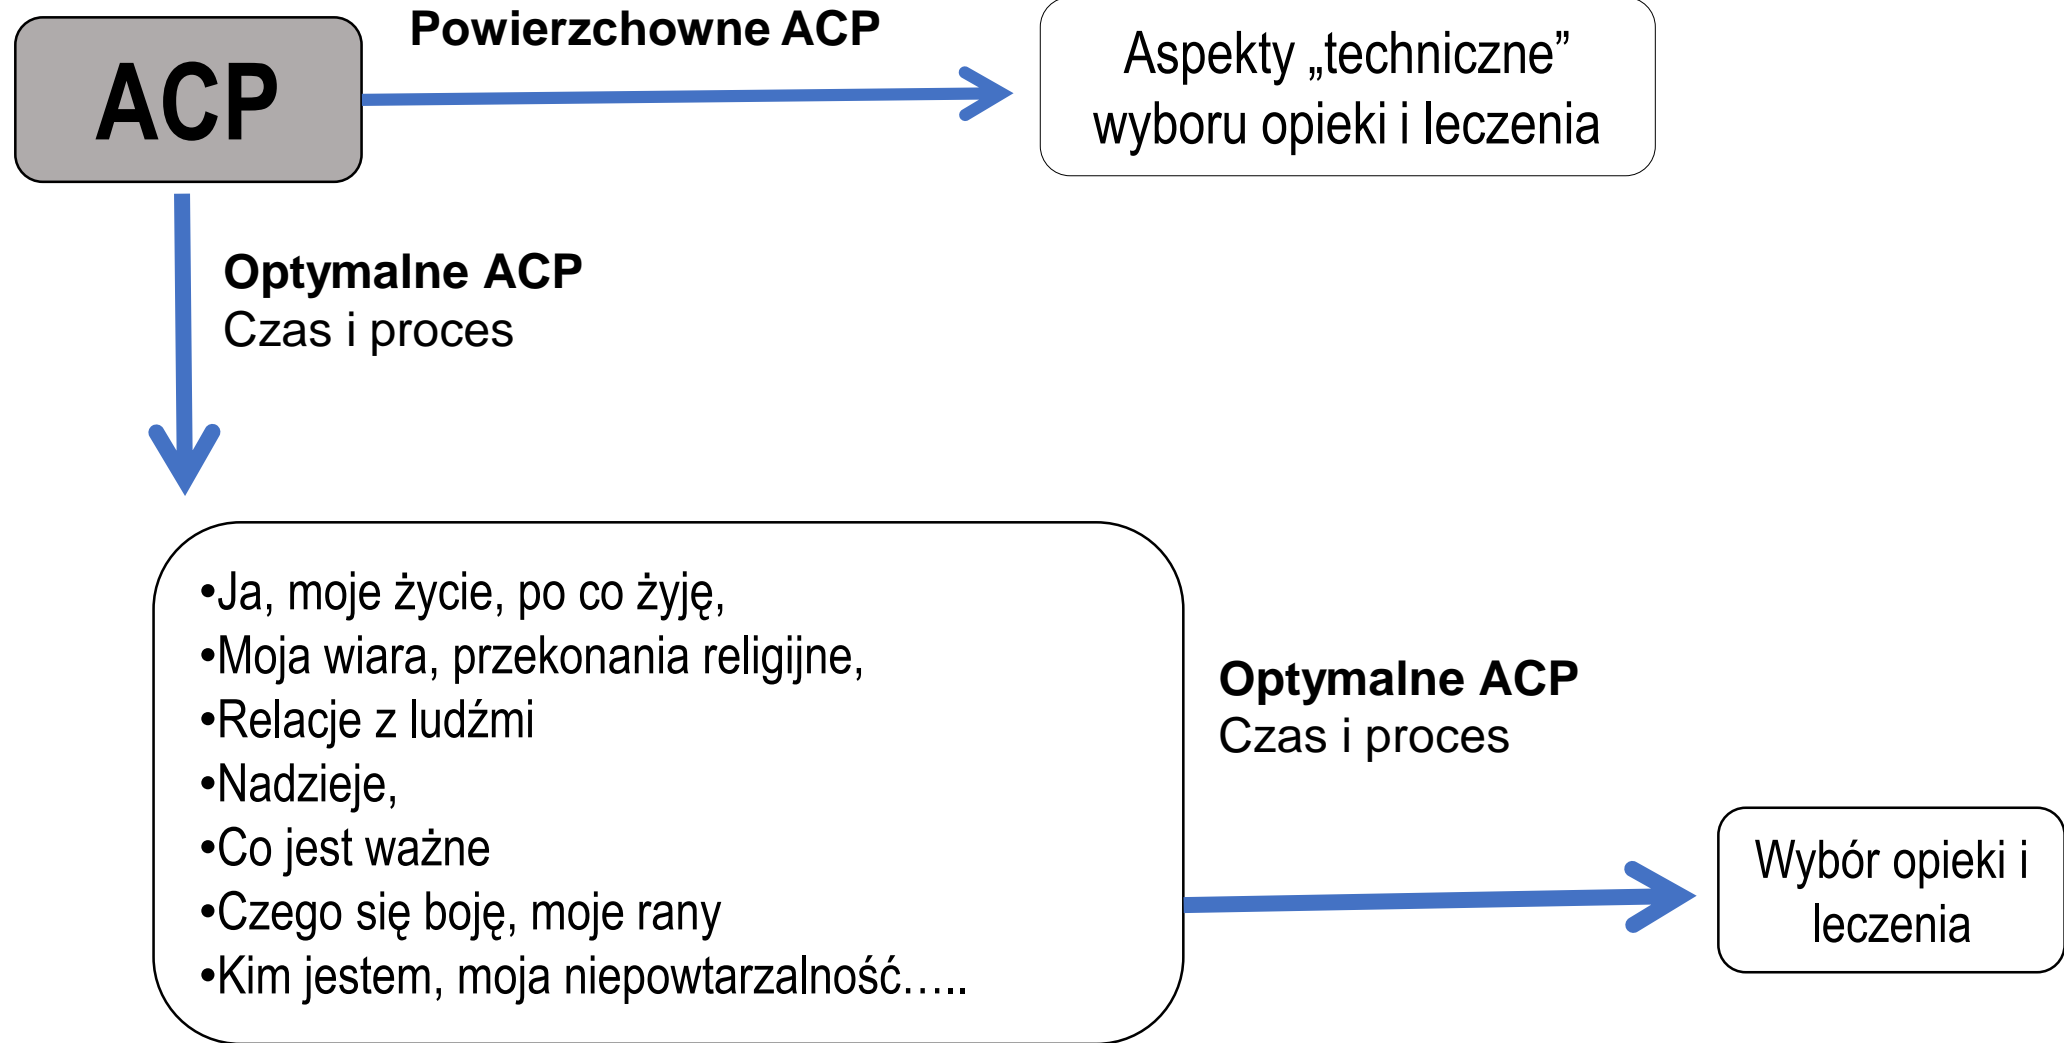 Powierzchowne ACP
ACP
Aspekty „techniczne”
wyboru opieki i leczenia
Optymalne ACP
Czas i proces
•Ja, moje życie, po co żyję,
•Moja wiara, przekonania religijne,
•Relacje z ludźmi
•Nadzieje,
•Co jest ważne
•Czego się boję, moje rany
•Kim jestem, moja niepowtarzalność…..
Optymalne ACP
Czas i proces
Wybór opieki i
leczenia